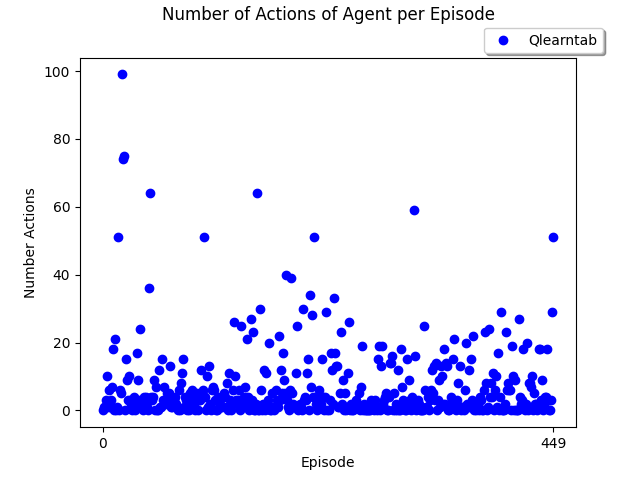 Number of Actions of Agent per Episode
Qlearntab
100
80
60
40
20
0
Number Actions
0
449
Episode